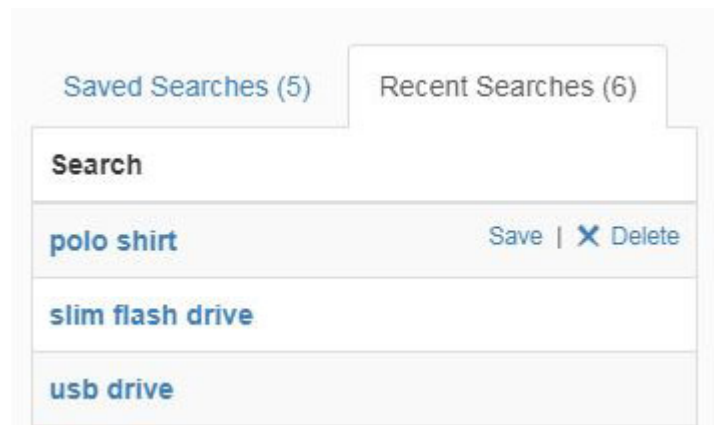 Saved Searches (5) Recent Searches (6)
Search
polo shirt Save | ✕ Delete
slim flash drive
usb drive